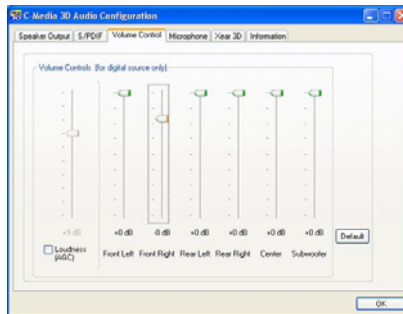 C-Media 3D Audio Configuration
Speaker Output S/PDIF Volume Control Microphone Xear 3D Information
Volume Controls (for digital source only)
+0 dB -8 dB +0 dB +0 dB +0 dB +0 dB
Default
Loudness
(AGC)
Front Left Front Right Rear Left Rear Right Center Subwoofer
OK